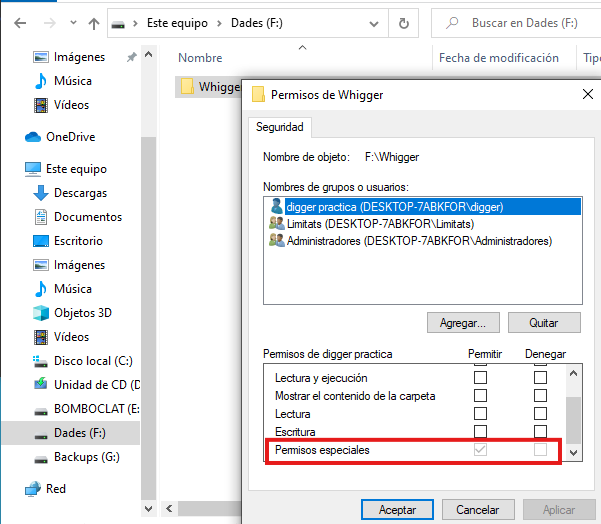 Este equipo
Dades (F:)
Buscar en Dades (F:)
Imágenes
Música
Vídeos
OneDrive
Este equipo
Descargas
Documentos
Escritorio
Imágenes
Música
Objetos 3D
Vídeos
Disco local (C:)
Unidad de CD (D
BOMBOCLAT (E:
Dades (F:)
Backups (G:)
Red
Nombre
Fecha de modificación
Tipo
Whigger
Permisos de Whigger
Seguridad
Nombre de objeto: F:\Whigger
Nombres de grupos o usuarios:
digger practica (DESKTOP-7ABKFOR\digger)
Limitats (DESKTOP-7ABKFOR\Limitats)
Administradores (DESKTOP-7ABKFOR\Administradores)
Agregar...
Quitar
Permisos de digger practica
Permitir
Denegar
Lectura y ejecución
Mostrar el contenido de la carpeta
Lectura
Escritura
Permisos especiales
Aceptar
Cancelar
Aplicar